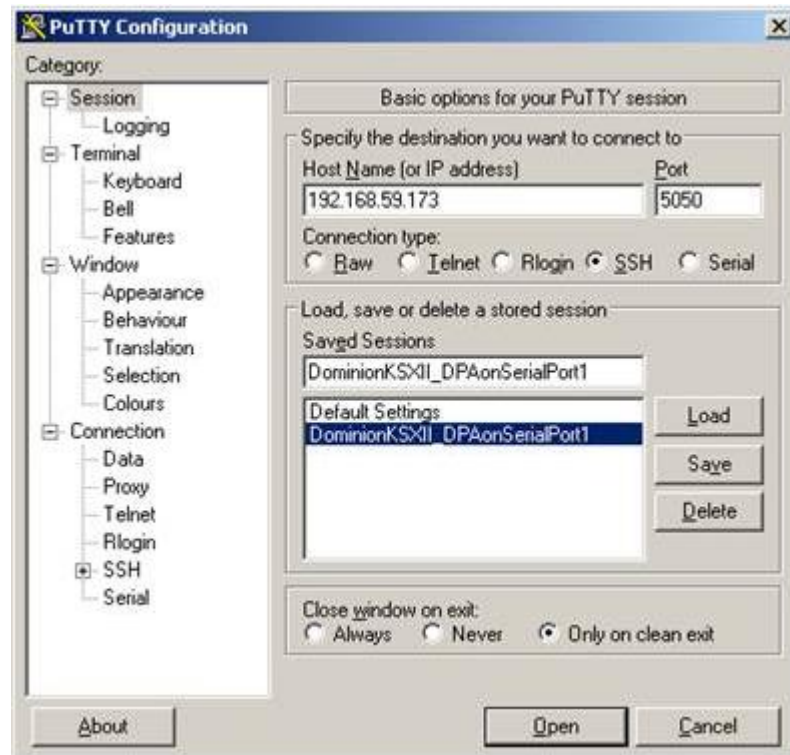 PuTTY Configuration
Category:
Session
Logging
Terminal
Keyboard
Bell
Features
Window
Appearance
Behaviour
Translation
Selection
Colours
Connection
Data
Proxy
Telnet
Rlogin
SSH
Serial
Basic options for your PuTTY session
Specify the destination you want to connect to
Host Name (or IP address) Port
192.168.59.173 5050
Connection type:
Raw Telnet Rlogin SSH Serial
Load, save or delete a stored session
Saved Sessions
DominionKSXII_DPAonSerialPort1
Default Settings
DominionKSXII_DPAonSerialPort1
Load
Save
Delete
Close window on exit:
Always Never Only on clean exit
About Open Cancel